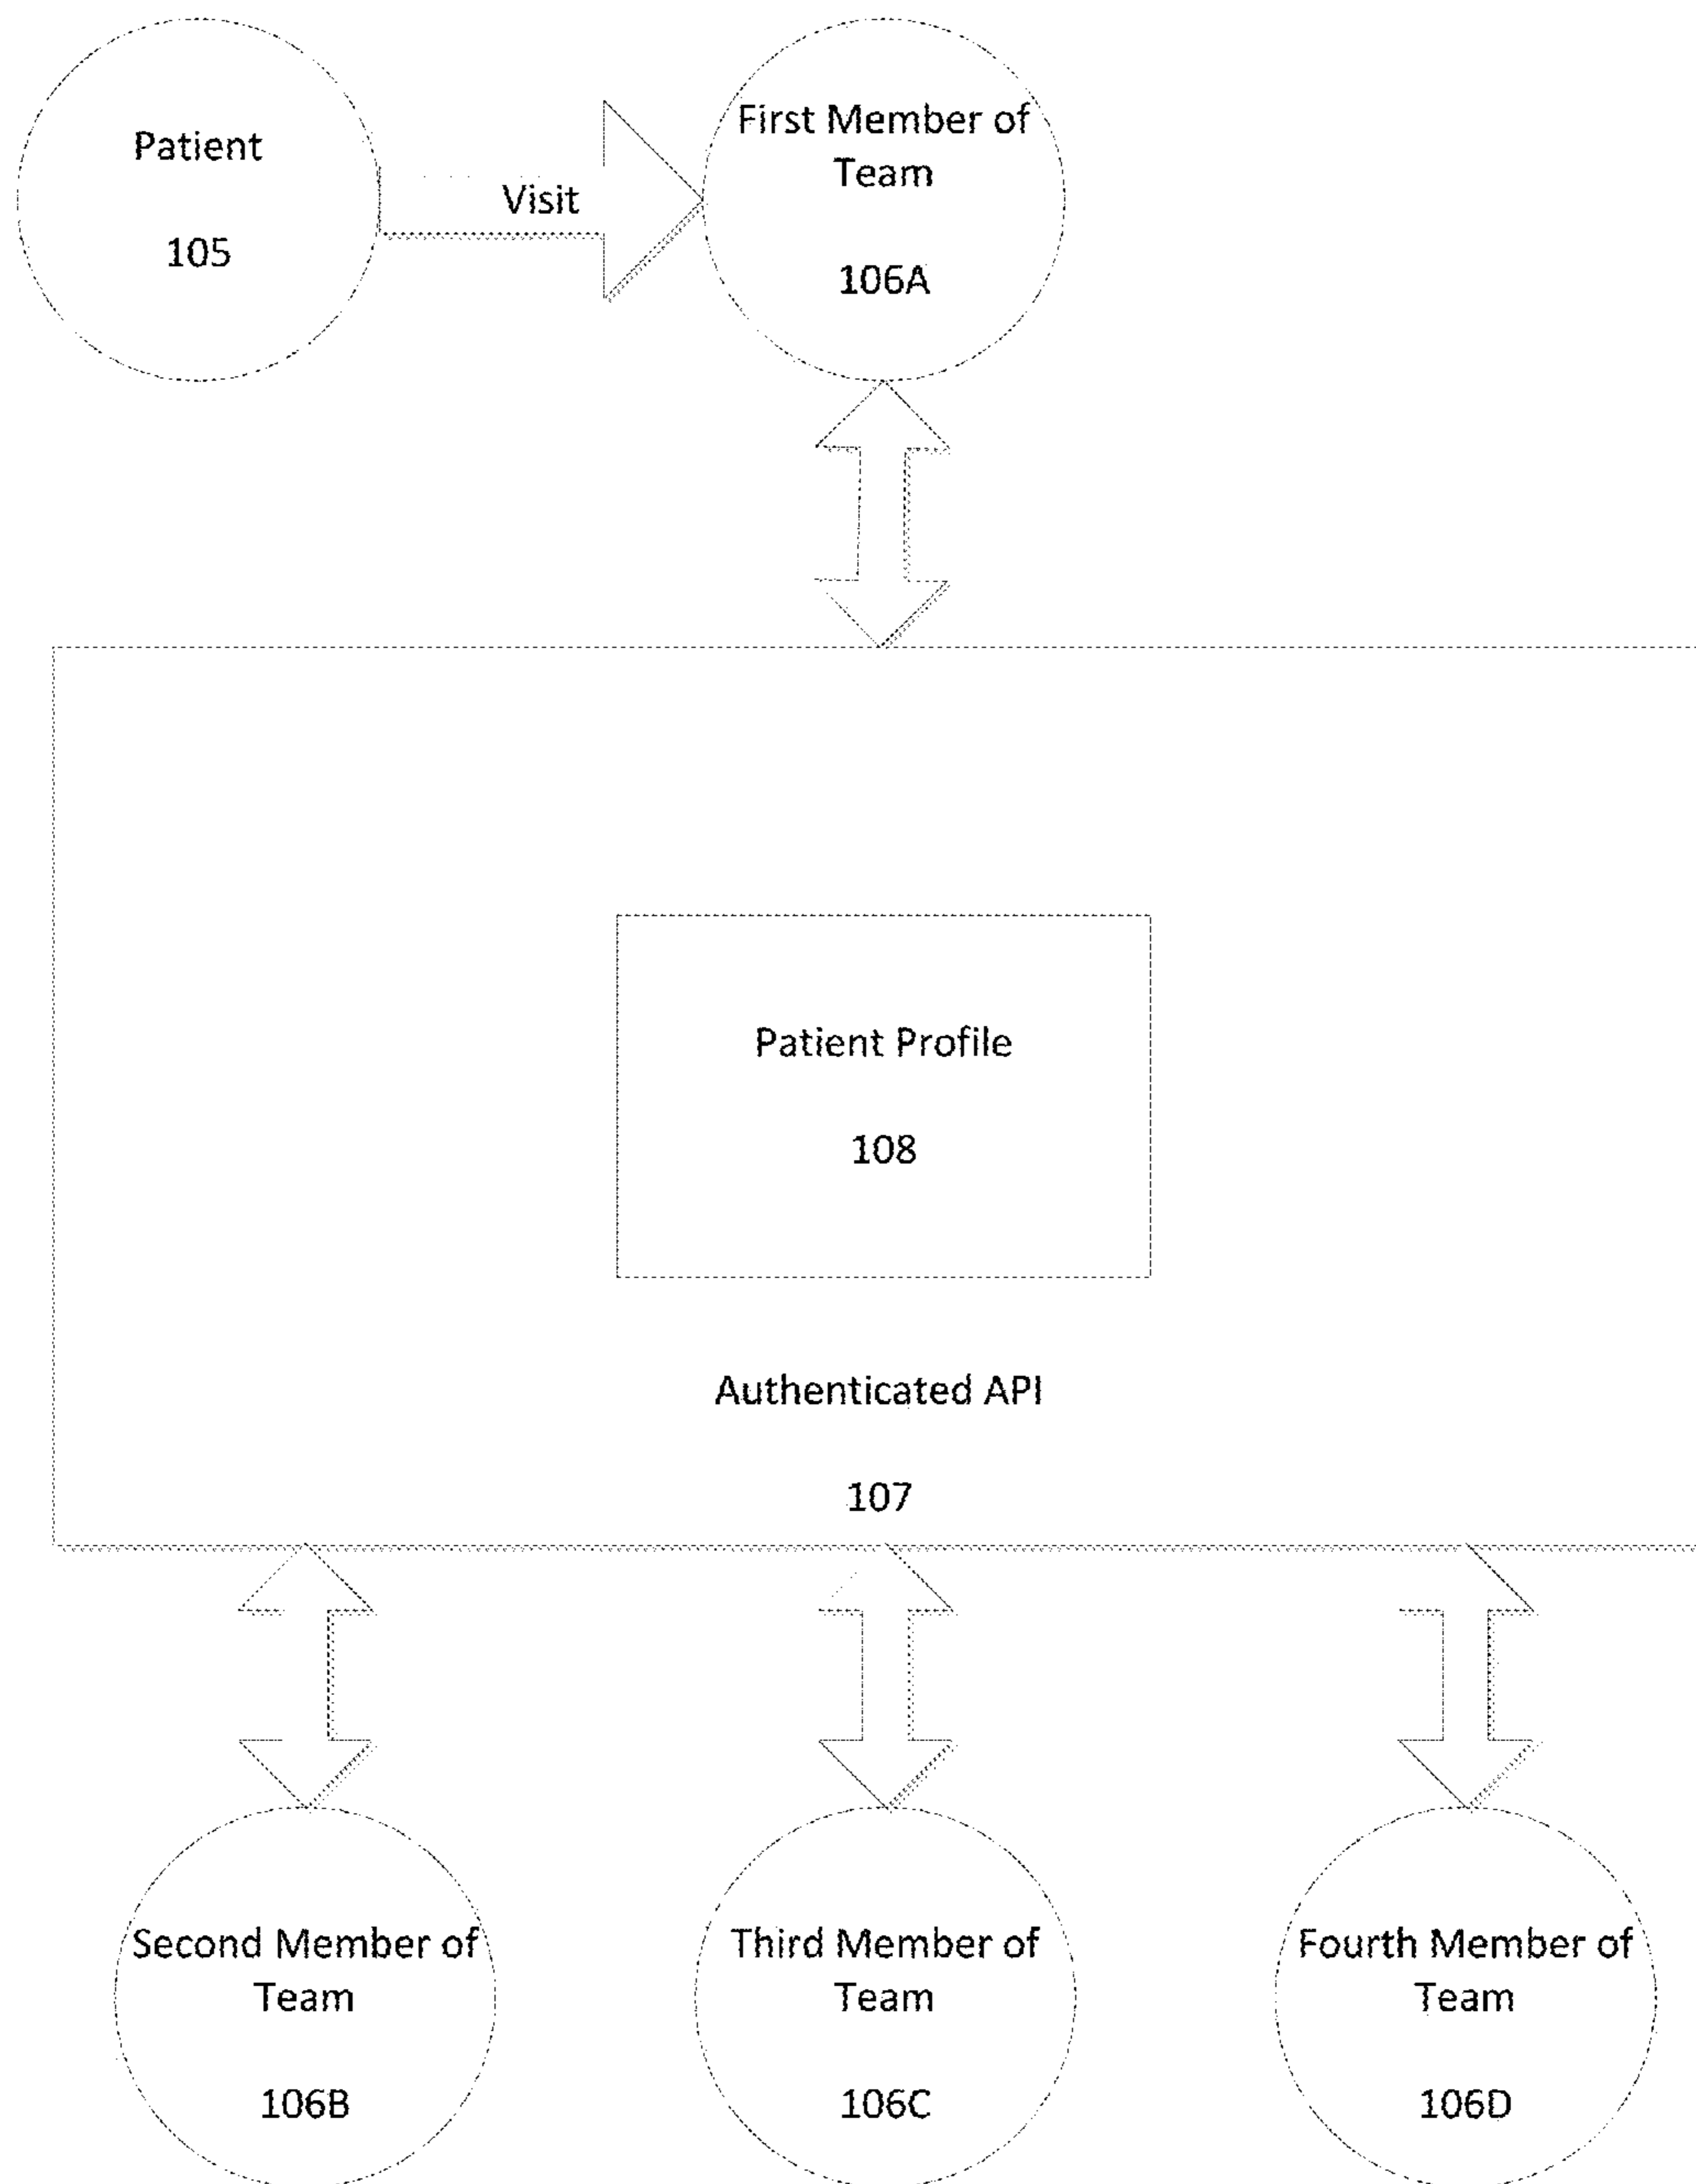 Patient
105
Visit
First Member of
Team
106A
Patient Profile
108
Authenticated API
107
Second Member of
Team
106B
Third Member of
Team
106C
Fourth Member of
Team
106D